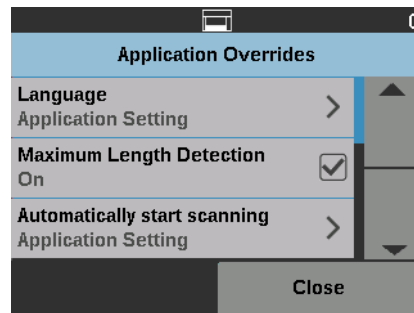 Application Overrides
Language
Application Setting
Maximum Length Detection
On
Automatically start scanning
Application Setting
Close